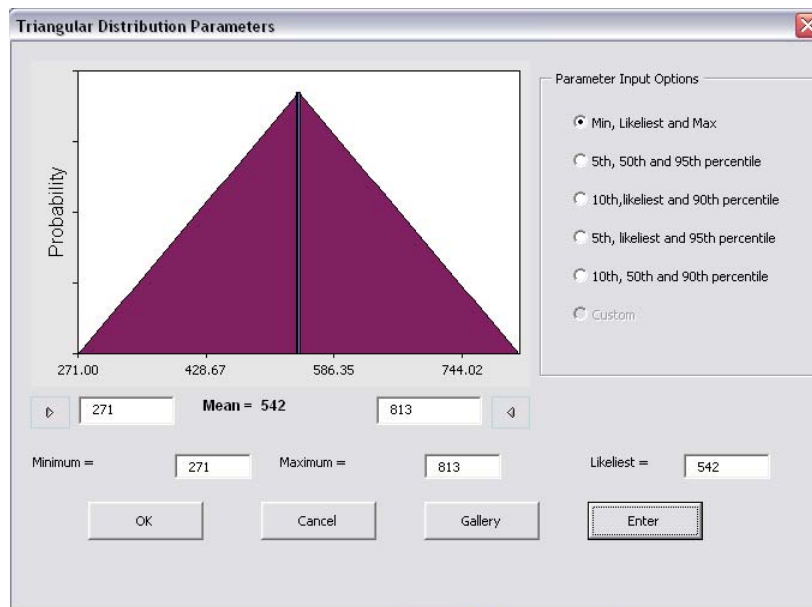 Triangular Distribution Parameters
Probability
271.00 428.67 586.35 744.02
271 Mean = 542 813
Parameter Input Options
Min, Likeliest and Max
5th, 50th and 95th percentile
10th,likeliest and 90th percentile
5th, likeliest and 95th percentile
10th, 50th and 90th percentile
Custom
Minimum = 271 Maximum = 813 Likeliest = 542
OK Cancel Gallery Enter